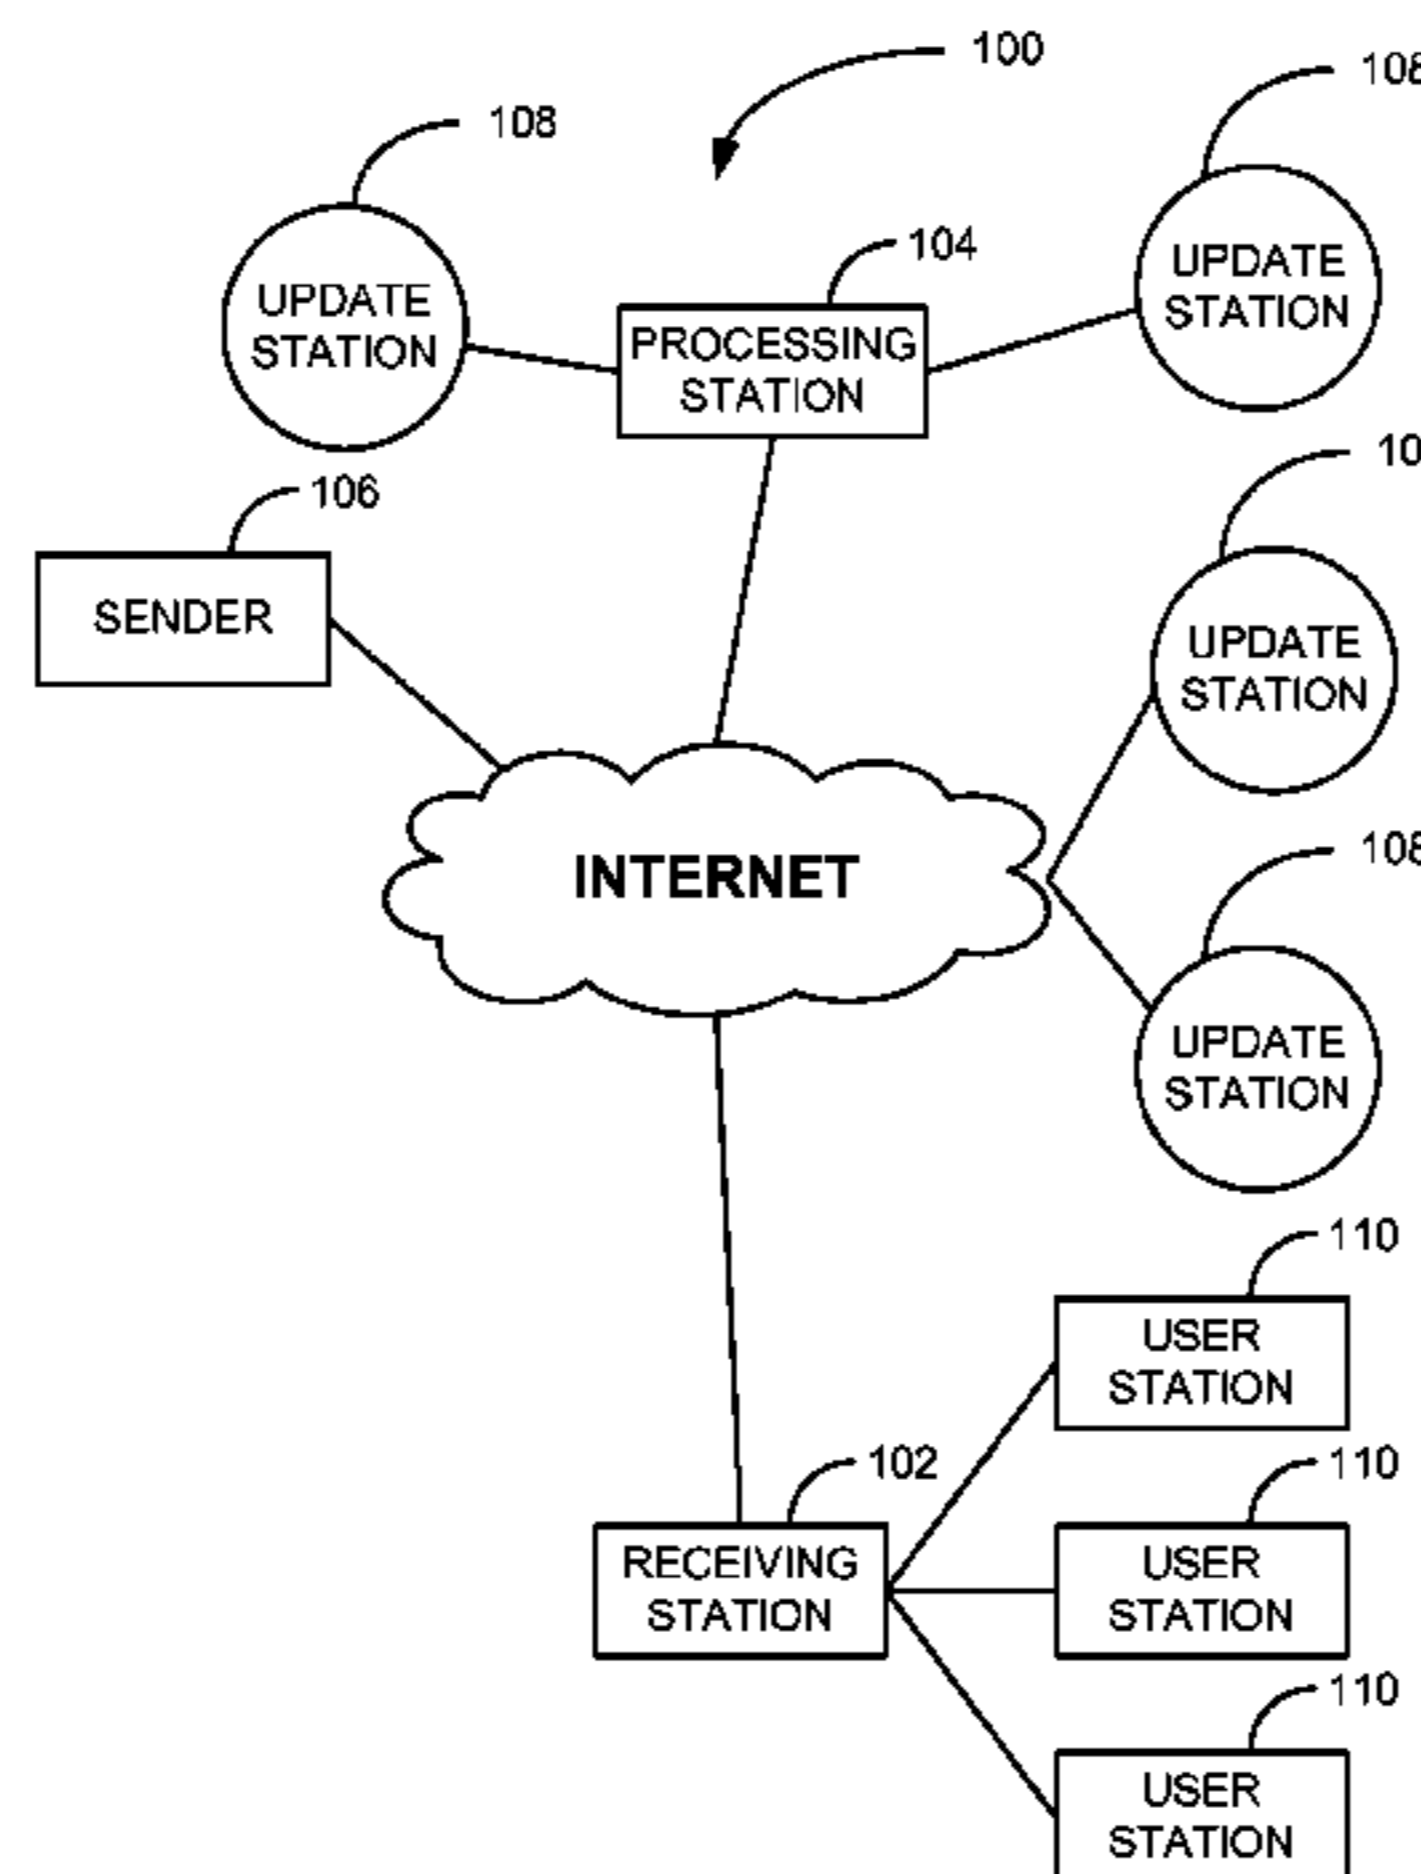 100
108
108
UPDATE
STATION
104
UPDATE
STATION
PROCESSING
STATION
106
SENDER
UPDATE
STATION
INTERNET
108
UPDATE
STATION
110
USER
STATION
102
RECEIVING
STATION
110
USER
STATION
110
USER
STATION